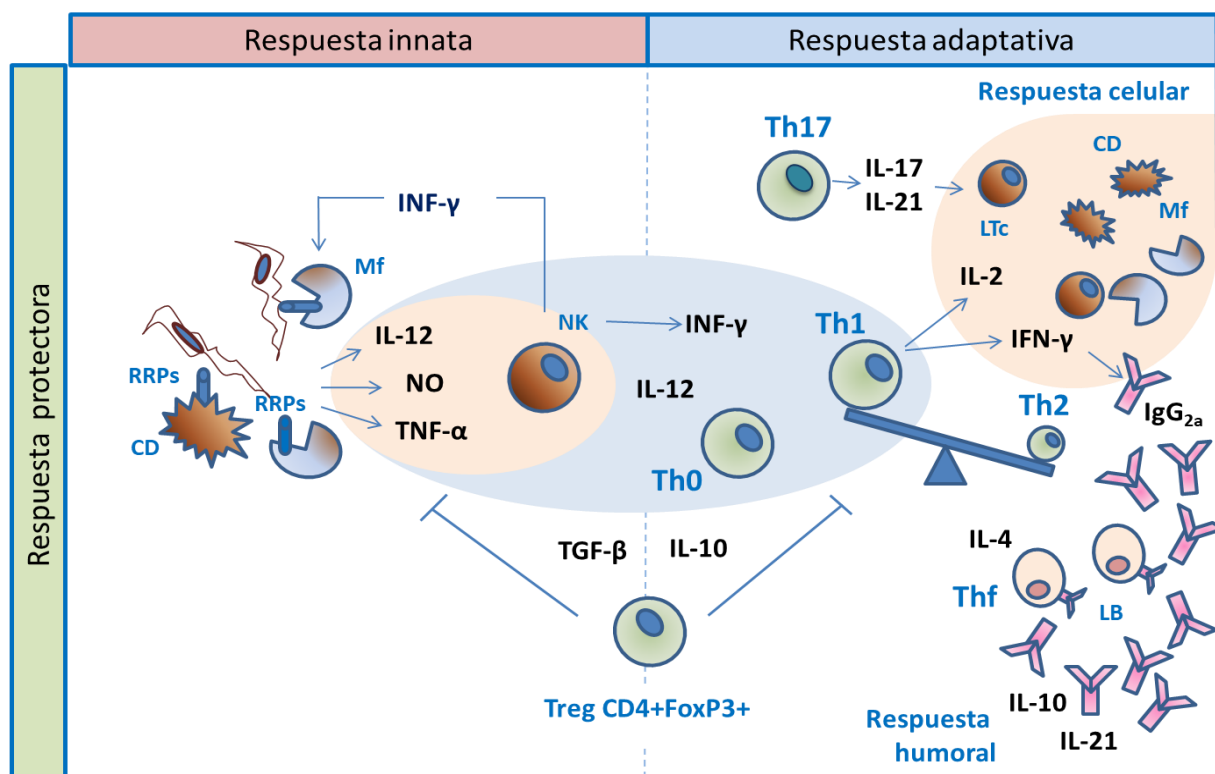 Respuesta innata
Respuesta adaptativa
Respuesta protectora
Respuesta celular
Th17
IL-17
IL-21
LTc
CD
Mf
INF-γ
Mf
IL-12
NO
TNF-α
NK
INF-γ
IL-12
Th0
Th1
IL-2
IFN-γ
RRPs
RRPs
CD
Th2
IgG2a
TGF-β
IL-10
IL-4
Thf
LB
Treg CD4+FoxP3+
IL-10
IL-21
Respuesta
humoral